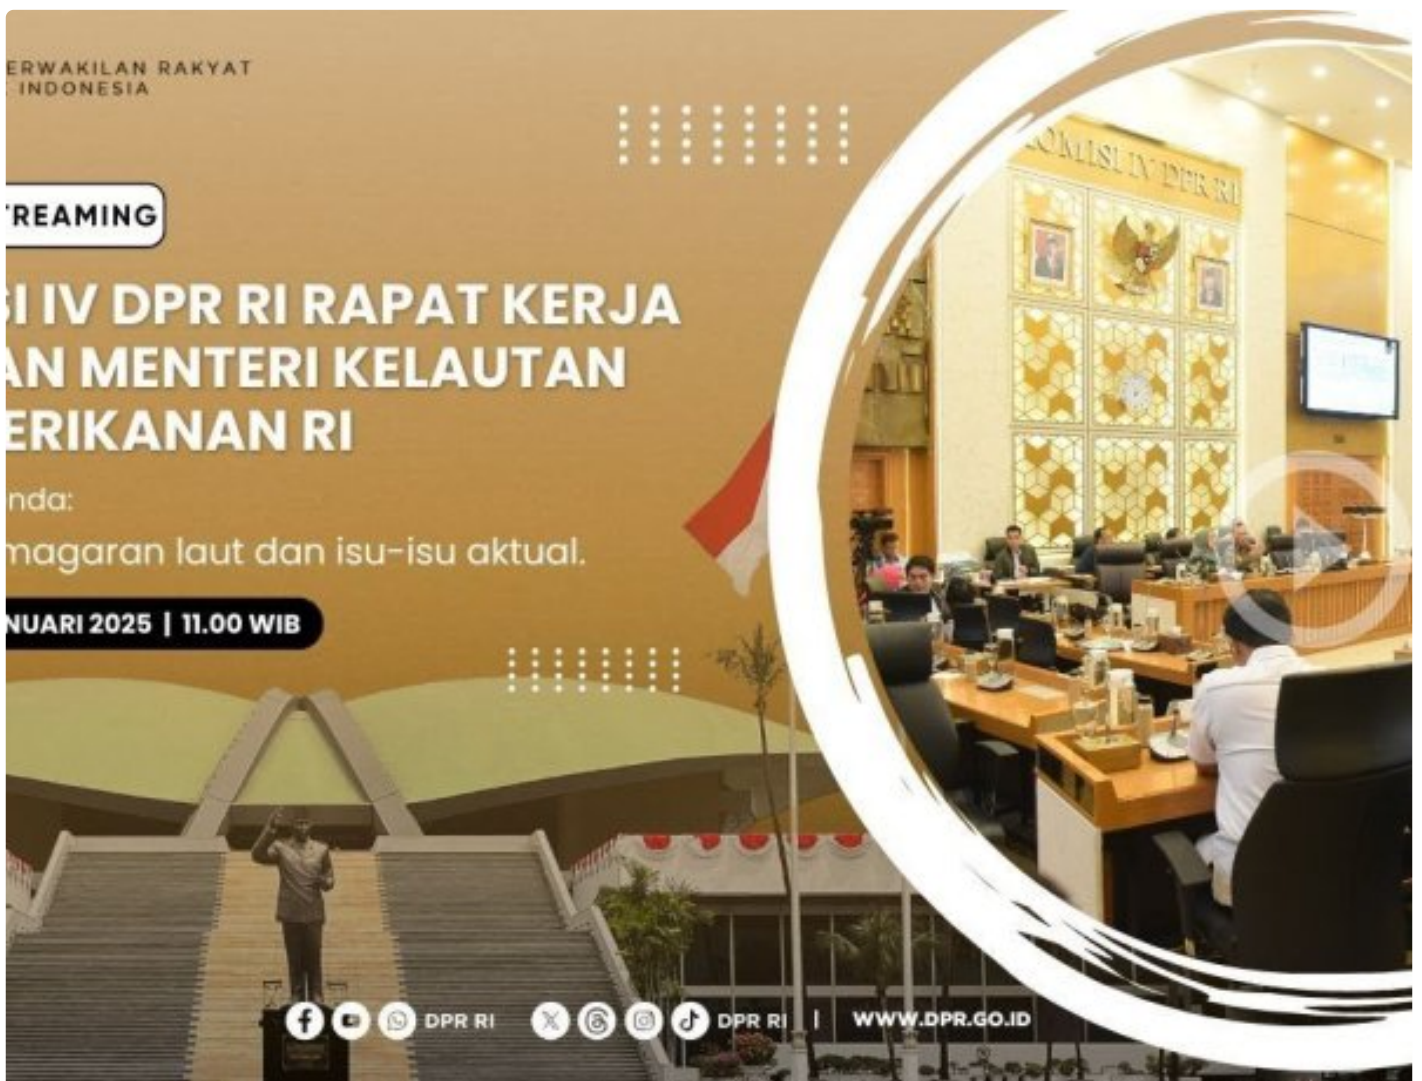 ERWAKILAN RAKYAT
INDONESIA
TREAMING
SI IV DPR RI RAPAT KERJA
AN MENTERI KELAUTAN
ERIKANAN RI
nda:
magaran laut dan isu-isu aktual.
NUARI 2025 | 11.00 WIB
KOMISI IV DPR RI
DPR RI
DPR RI | WWW.DPR.GO.ID